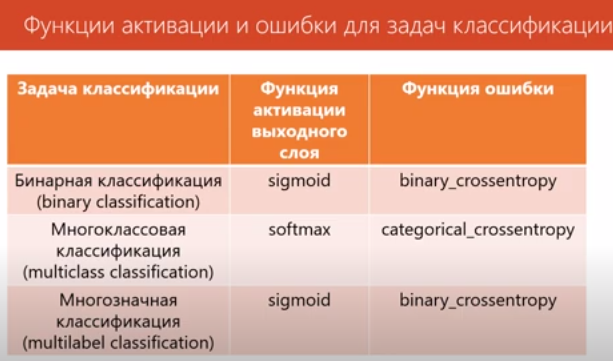 Функции активации и ошибки для задач классификации
Задача классификации
Функция
активации
выходного
слоя
Функция ошибки
Бинарная классификация
(binary classification)
sigmoid
binary_crossentropy
Многоклассовая
классификация
(multiclass classification)
softmax
categorical_crossentropy
Многозначная
классификация
(multilabel classification)
sigmoid
binary_crossentropy